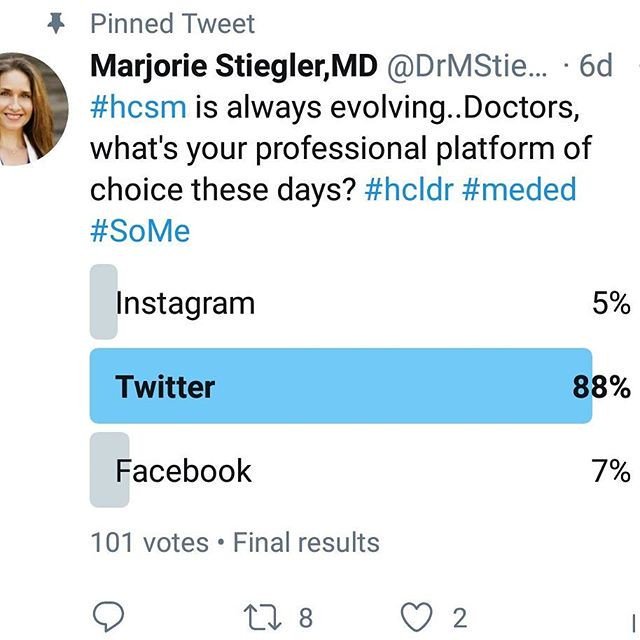 Pinned Tweet
Marjorie Stiegler,MD @DrMStie... · 6d
#hcsm is always evolving..Doctors,
what's your professional platform of
choice these days? #hcldr #meded
#SoMe
Instagram 5%
Twitter 88%
Facebook 7%
101 votes • Final results
8 2